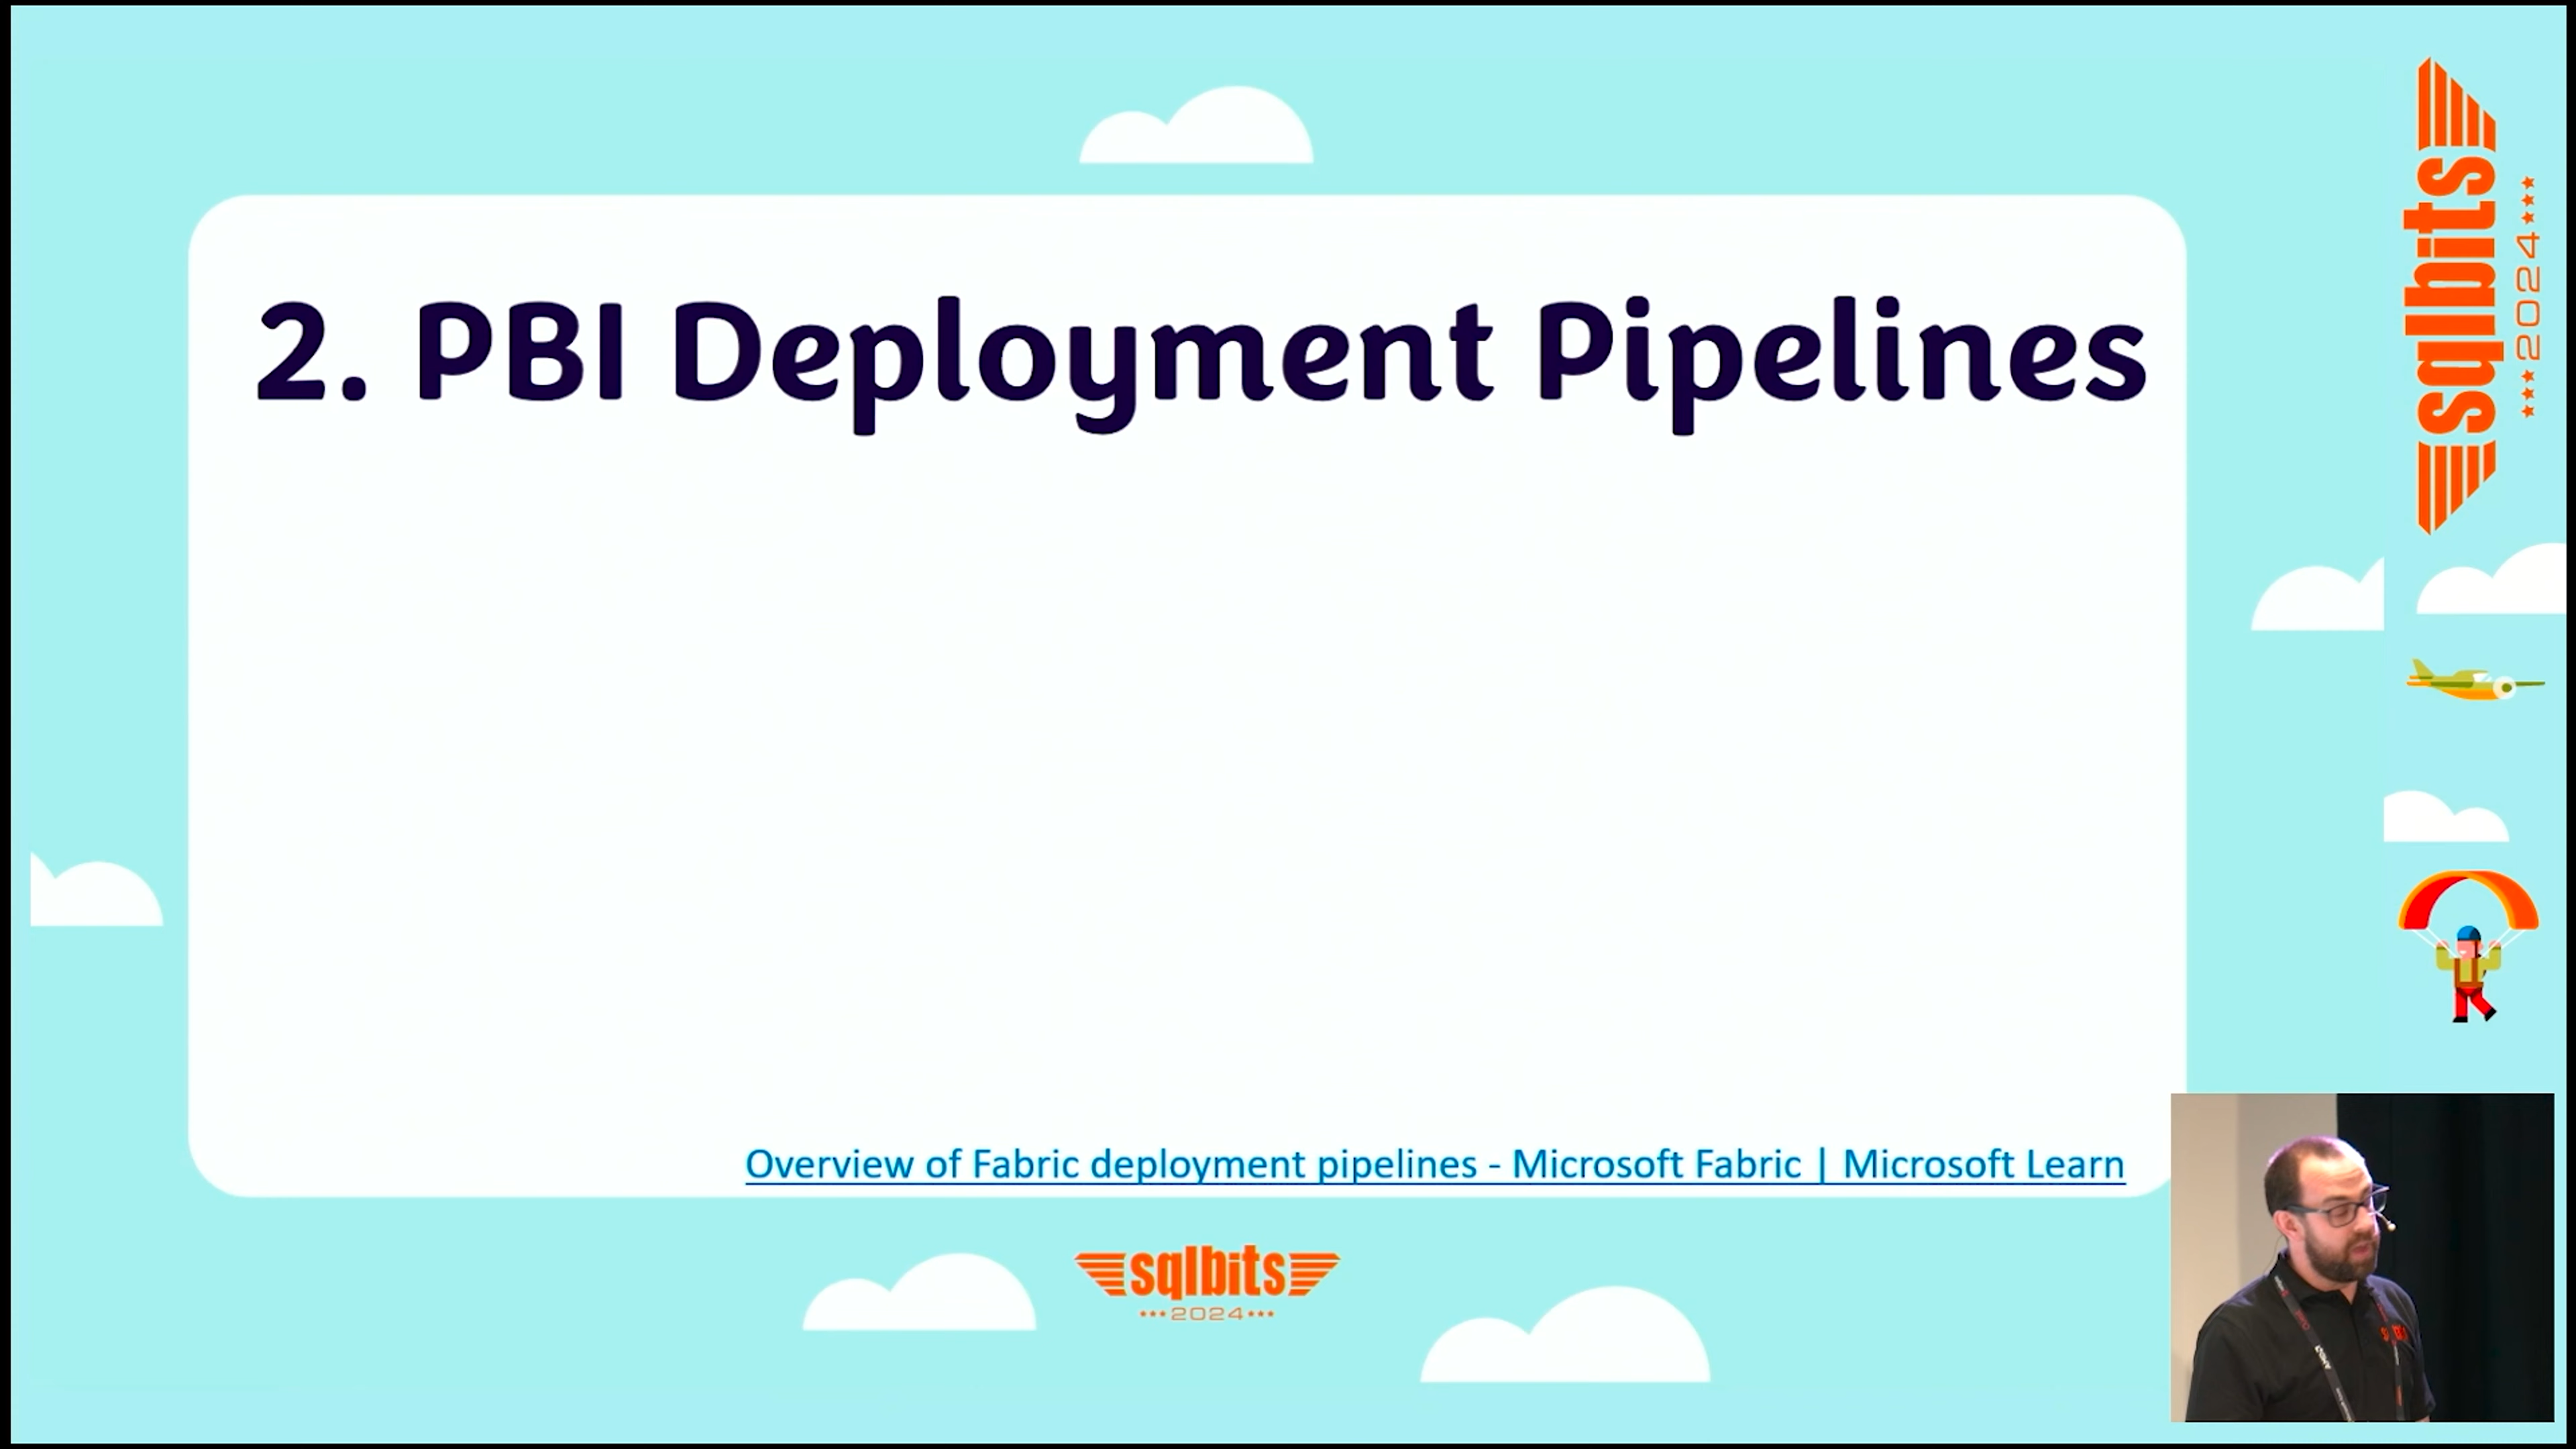 2. PBI Deployment Pipelines
Overview of Fabric deployment pipelines - Microsoft Fabric | Microsoft Learn
sqlbits
2024
sqlbits
2024